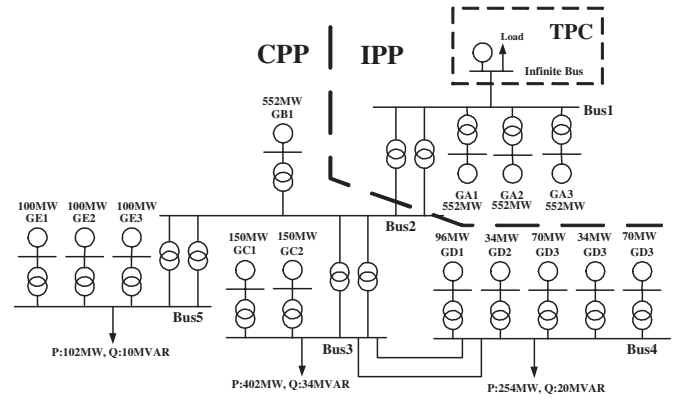 TPC
Load
Infinite Bus
CPP
IPP
Bus1
552MW
GB1
GA1
552MW
GA2
552MW
GA3
552MW
Bus2
100MW
GE1
100MW
GE2
100MW
GE3
150MW
GC1
150MW
GC2
96MW
GD1
34MW
GD2
70MW
GD3
34MW
GD3
70MW
GD3
Bus5
Bus3
Bus4
P:102MW, Q:10MVAR
P:402MW, Q:34MVAR
P:254MW, Q:20MVAR